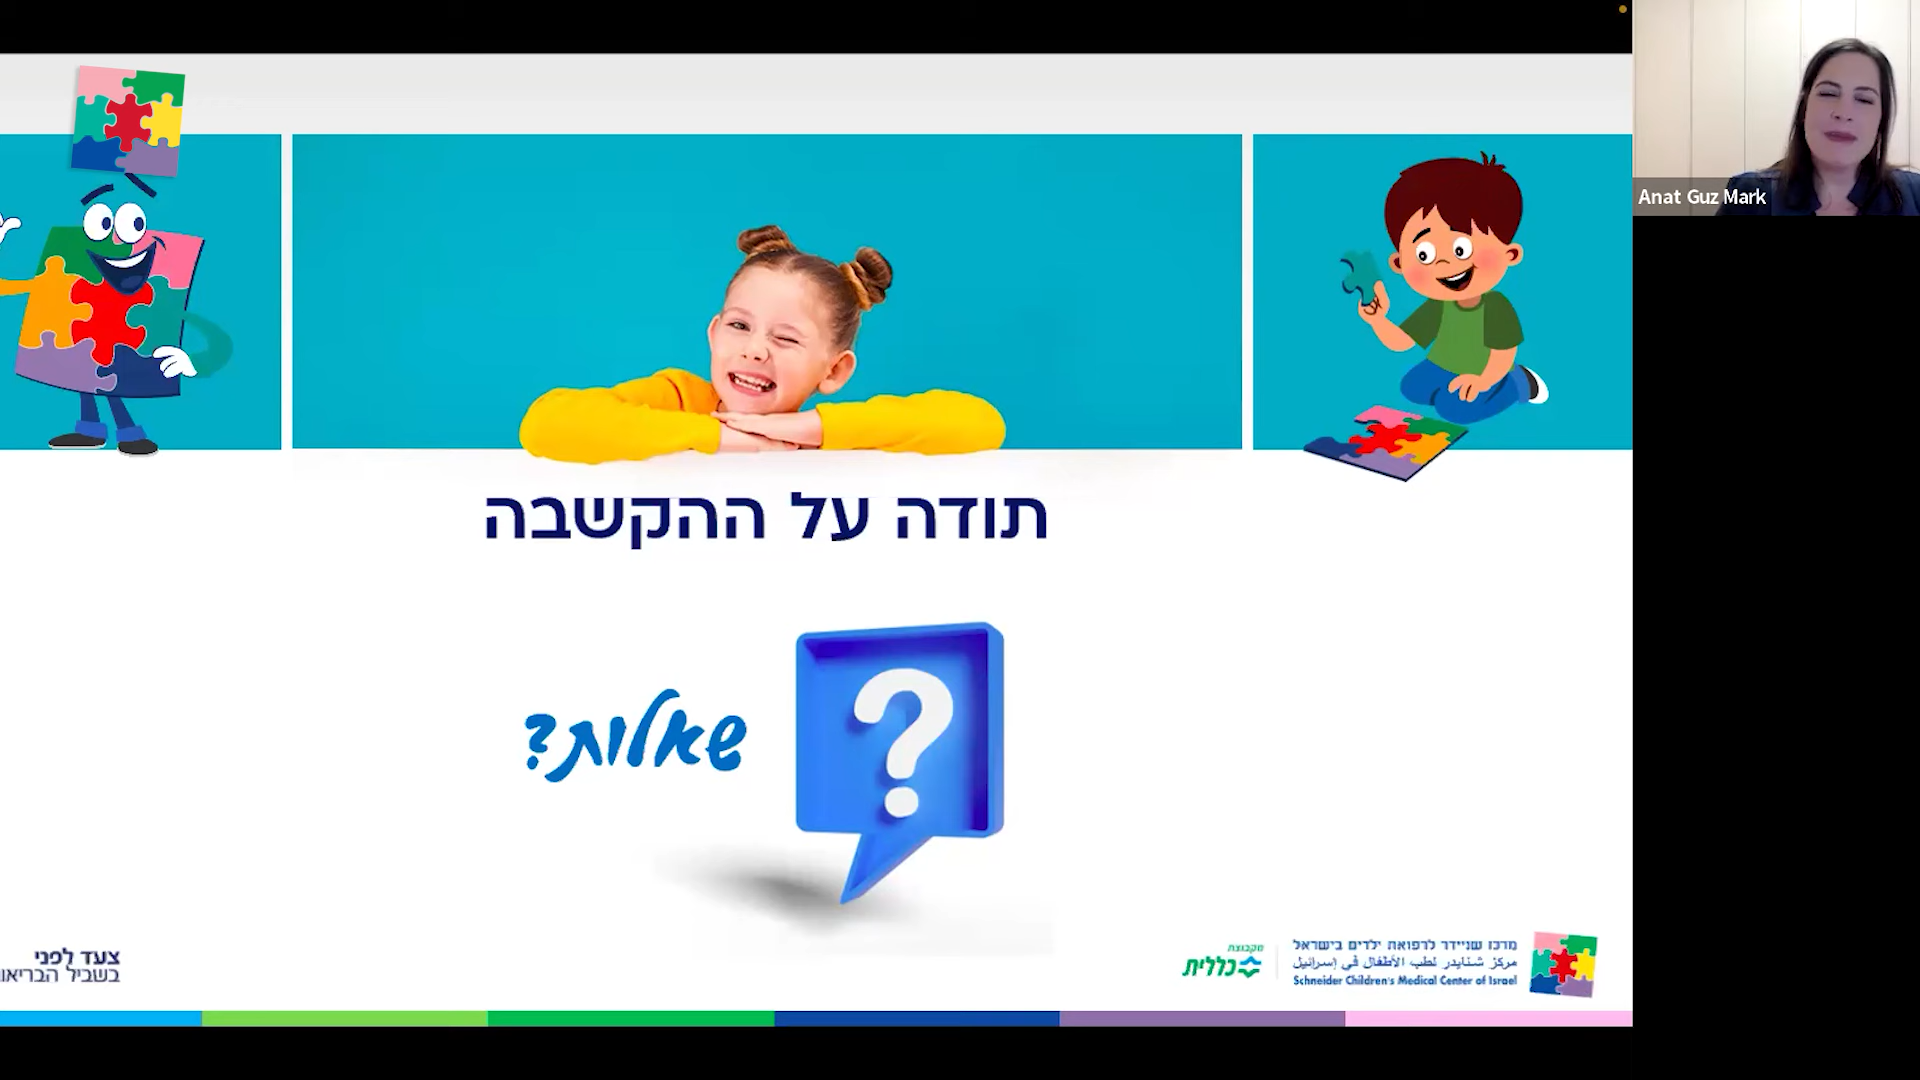 Anat Guz Mark
תודה על ההקשבה
שאלות?
?
צעד לפני
בשביל הבריאו
מקבוצת
כללית
מרכז שניידר לרפואת ילדים בישראל
مركز شنايدر لطب الأطفال في إسرائيل
Schneider Children's Medical Center of Israel